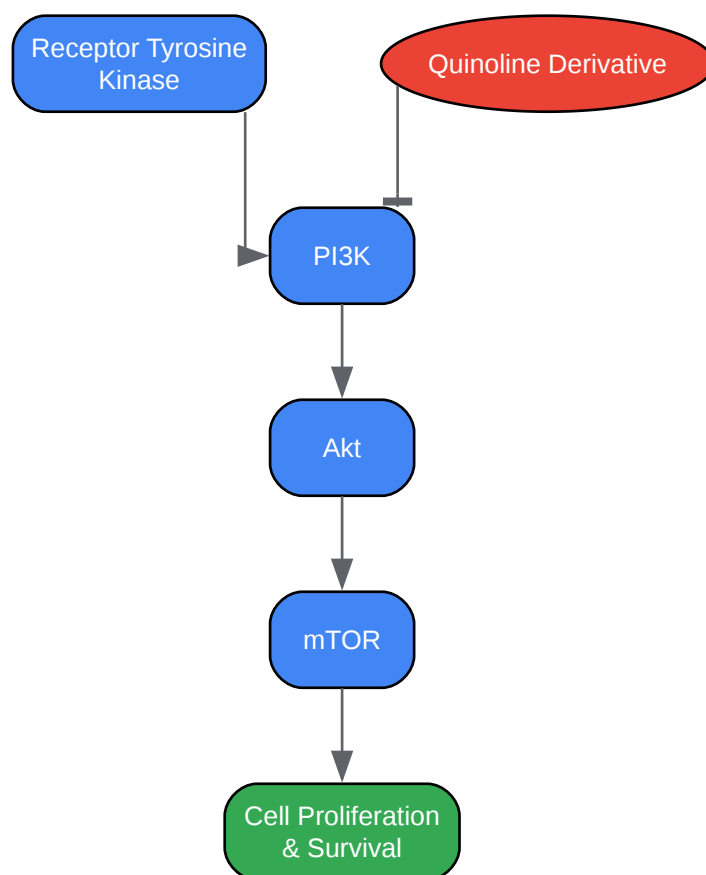 Receptor Tyrosine
Kinase
Quinoline Derivative
PI3K
Akt
mTOR
Cell Proliferation
& Survival